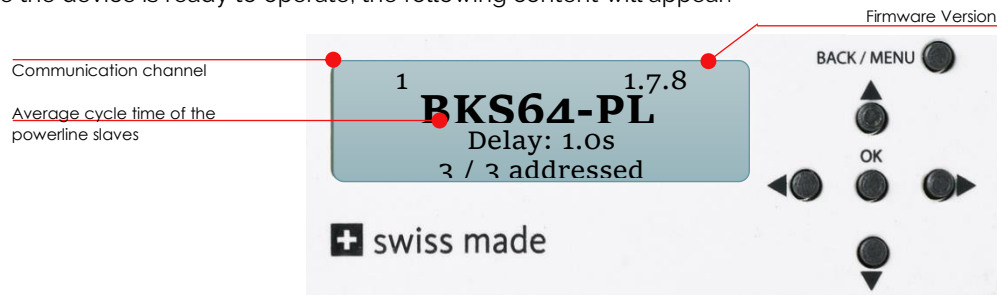 the device is ready to operate, the following content will appear:
Firmware Version
Communication channel
Average cycle time of the
powerline slaves
1 1.7.8
BKS64-PL
Delay: 1.0s
3 / 3 addressed
BACK / MENU
OK
swiss made